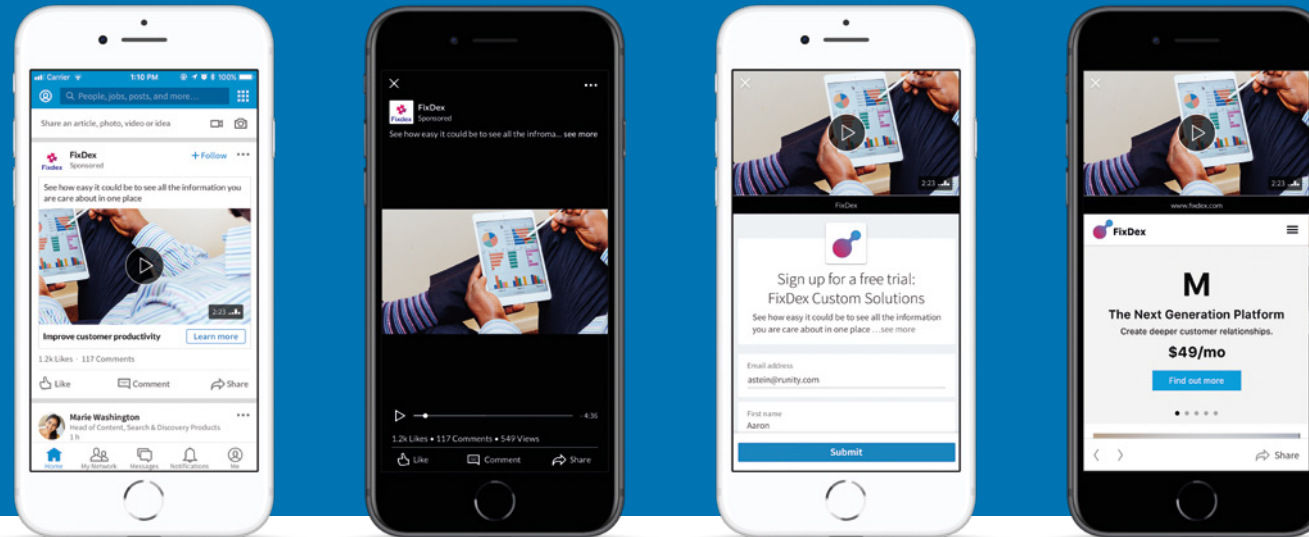 Carrier 1:10 PM 100%
People, jobs, posts, and more...
Share an article, photo, video or idea
FixDex + Follow
Fixdex Sponsored
See how easy it could be to see all the information you
are care about in one place
2:23
Improve customer productivity Learn more
1.2k Likes · 117 Comments
Like Comment Share
Marie Washington
Head of Content, Search & Discovery Products
1 h
Home My Network Messages Notifications Me
FixDex
Fixdex Sponsored
See how easy it could be to see all the infroma... see more
-4:36
1.2k Likes • 117 Comments • 549 Views
Like Comment Share
2:23
FixDex
Sign up for a free trial:
FixDex Custom Solutions
See how easy it could be to see all the information
you are care about in one place ...see more
Email address
astein@runity.com
First name
Aaron
Submit
2:23
www.fixdex.com
FixDex
M
The Next Generation Platform
Create deeper customer relationships.
$49/mo
Find out more
Share